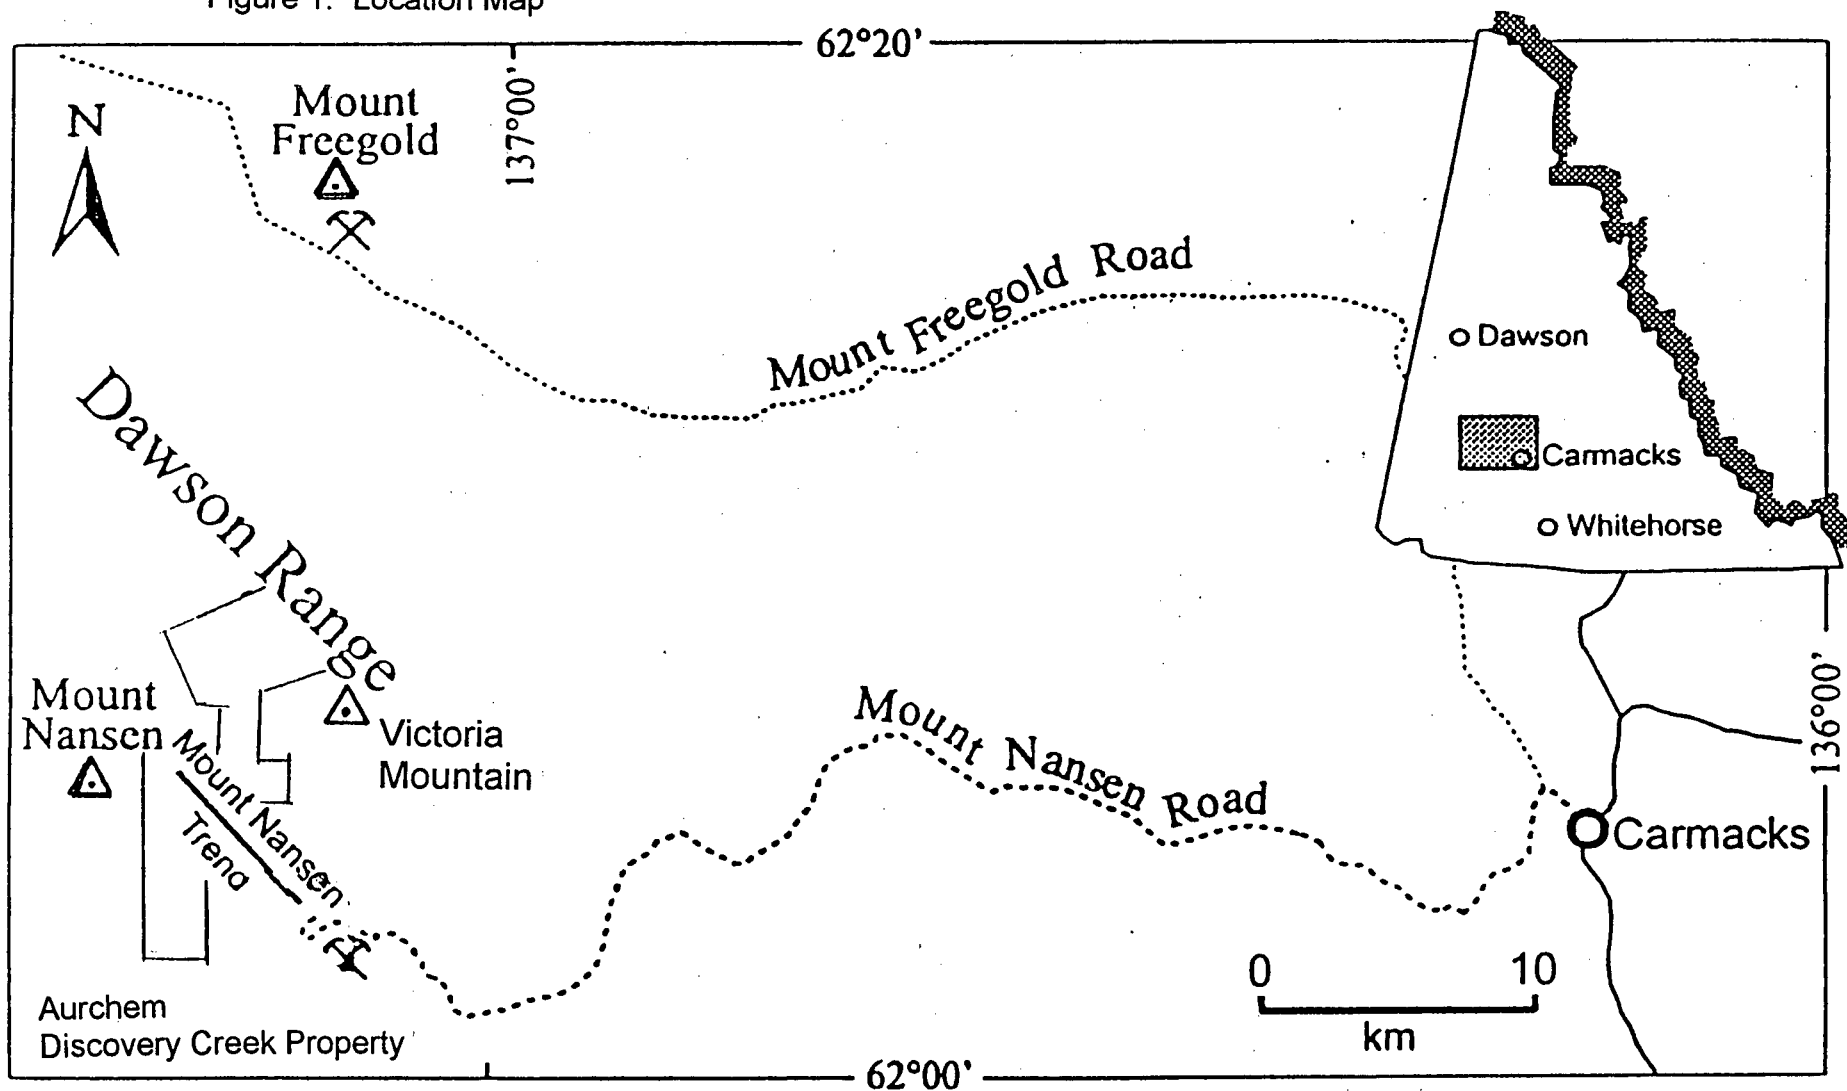 Figure 1. Location Map
62°20'
137°00'
N
Mount
Freegold
Mount Freegold Road
Dawson
Carmacks
Whitehorse
Dawson Range
Mount
Nansen
Victoria
Mountain
Mount Nansen
Trend
Mount Nansen Road
136°00'
Carmacks
0 10
km
Aurchem
Discovery Creek Property
62°00'